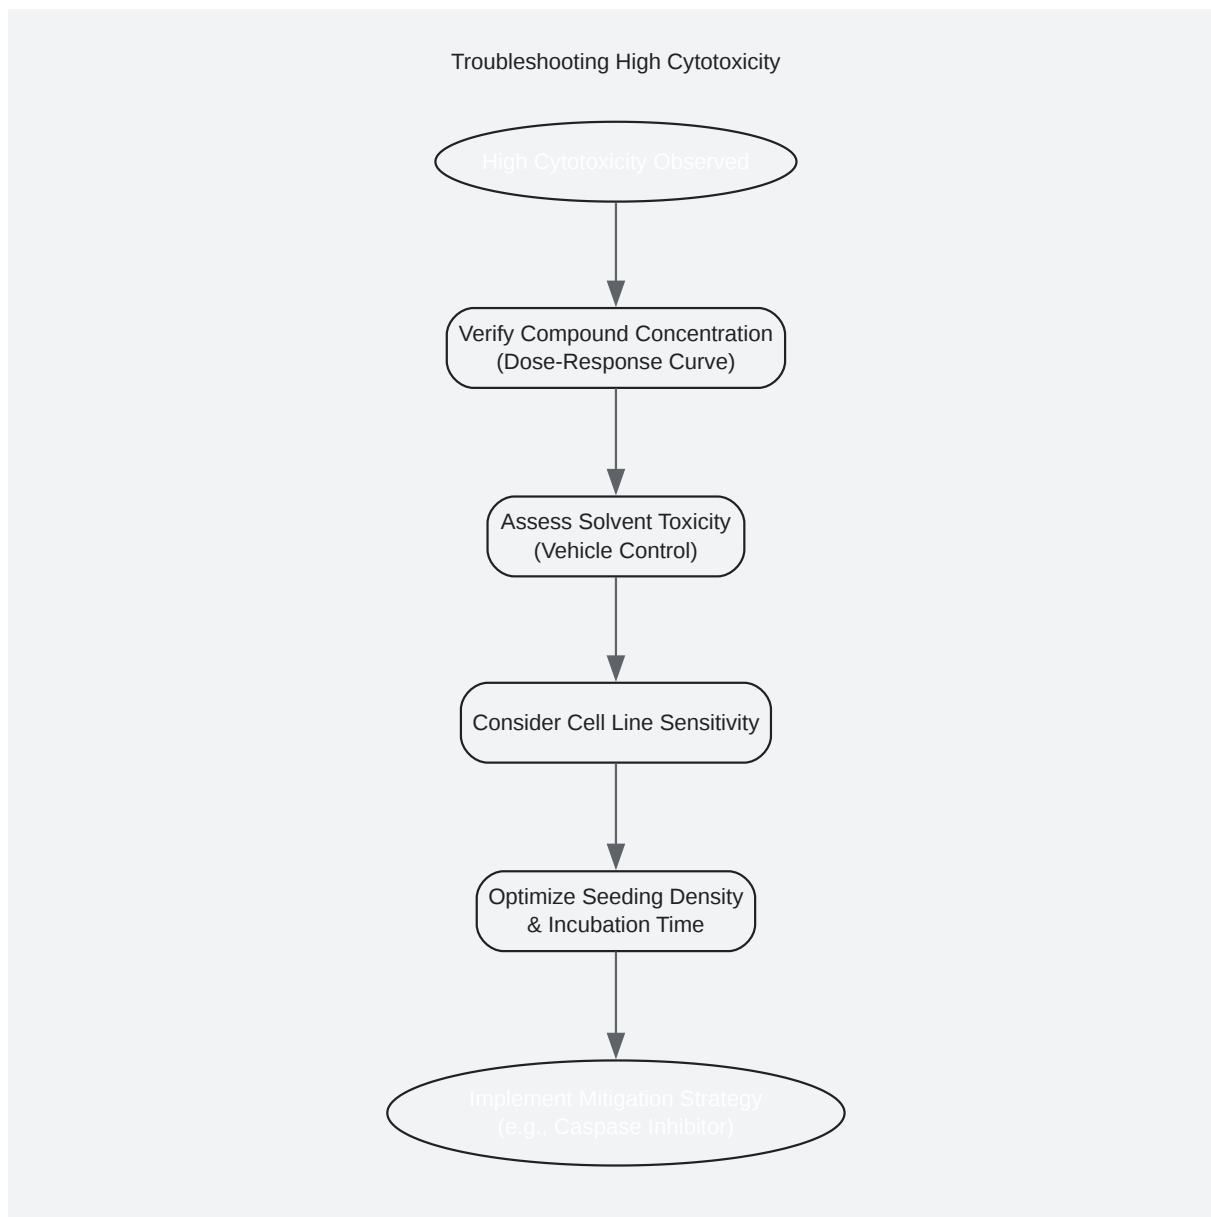 Troubleshooting High Cytotoxicity
High Cytotoxicity Observed
Verify Compound Concentration
(Dose-Response Curve)
Assess Solvent Toxicity
(Vehicle Control)
Consider Cell Line Sensitivity
Optimize Seeding Density
& Incubation Time
Implement Mitigation Strategy
(e.g., Caspase Inhibitor)